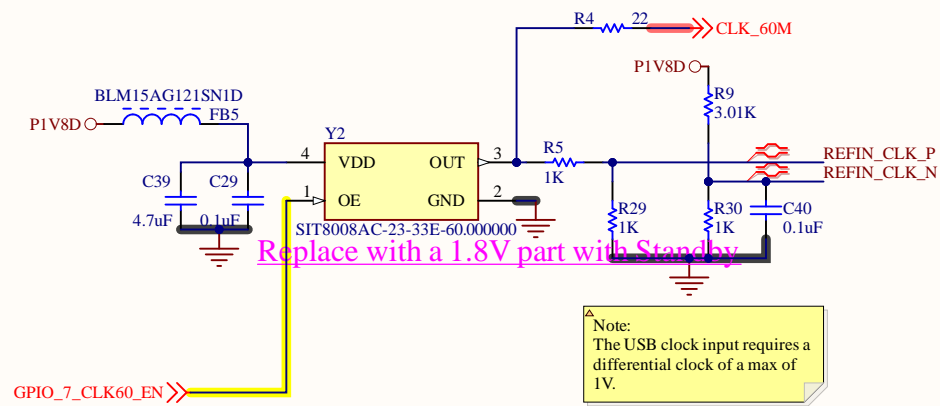 R4
22
CLK_60M
P1V8D
R9
3.01K
BLM15AG121SN1D
FB5
P1V8D
Y2
4
VDD
OUT
3
R5
1K
REFIN_CLK_P
REFIN_CLK_N
C39
4.7uF
C29
0.1uF
1
OE
GND
2
R29
1K
R30
1K
C40
0.1uF
SIT8008AC-23-33E-60.000000
Replace with a 1.8V part with Standby
Note:
The USB clock input requires a
differential clock of a max of
1V.
GPIO_7_CLK60_EN